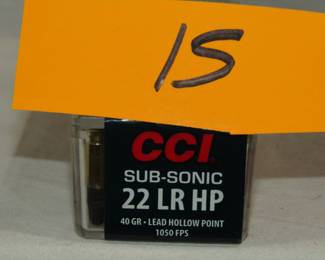 15
CCI
SUB-SONIC
22 LR HP
40 GR - LEAD HOLLOW POINT
1050 FPS